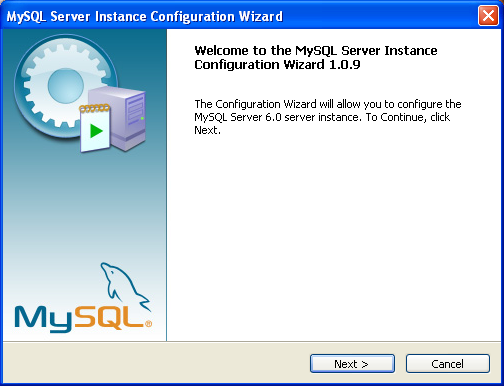 MySQL Server Instance Configuration Wizard
Welcome to the MySQL Server Instance
Configuration Wizard 1.0.9
The Configuration Wizard will allow you to configure the
MySQL Server 6.0 server instance. To Continue, click
Next.
MySQL®
Next >
Cancel